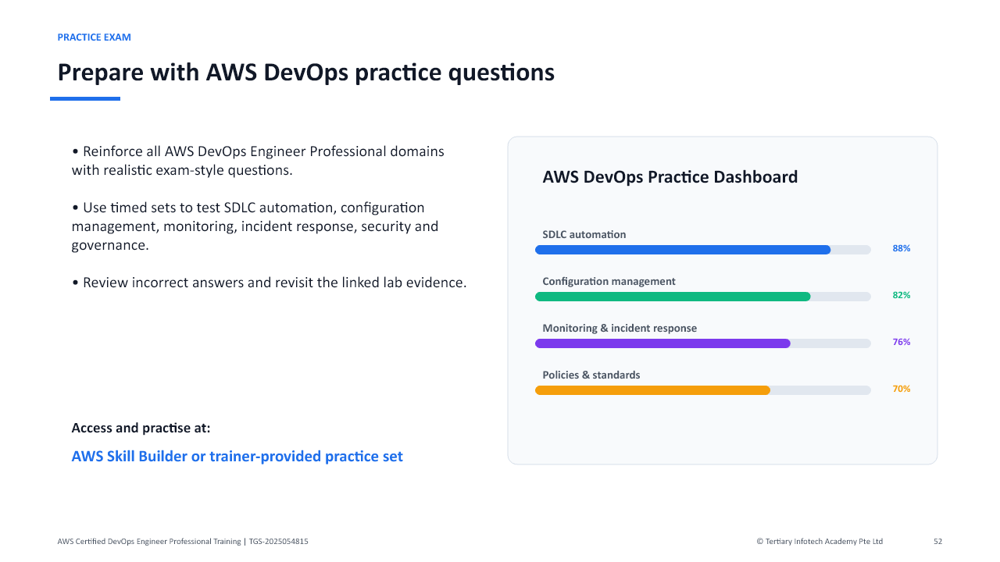 PRACTICE EXAM
Prepare with AWS DevOps practice questions
• Reinforce all AWS DevOps Engineer Professional domains
with realistic exam-style questions.
• Use timed sets to test SDLC automation, configuration
management, monitoring, incident response, security and
governance.
• Review incorrect answers and revisit the linked lab evidence.
Access and practise at:
AWS Skill Builder or trainer-provided practice set
AWS DevOps Practice Dashboard
SDLC automation
88%
Configuration management
82%
Monitoring & incident response
76%
Policies & standards
70%
AWS Certified DevOps Engineer Professional Training | TGS-2025054815
© Tertiary Infotech Academy Pte Ltd
52